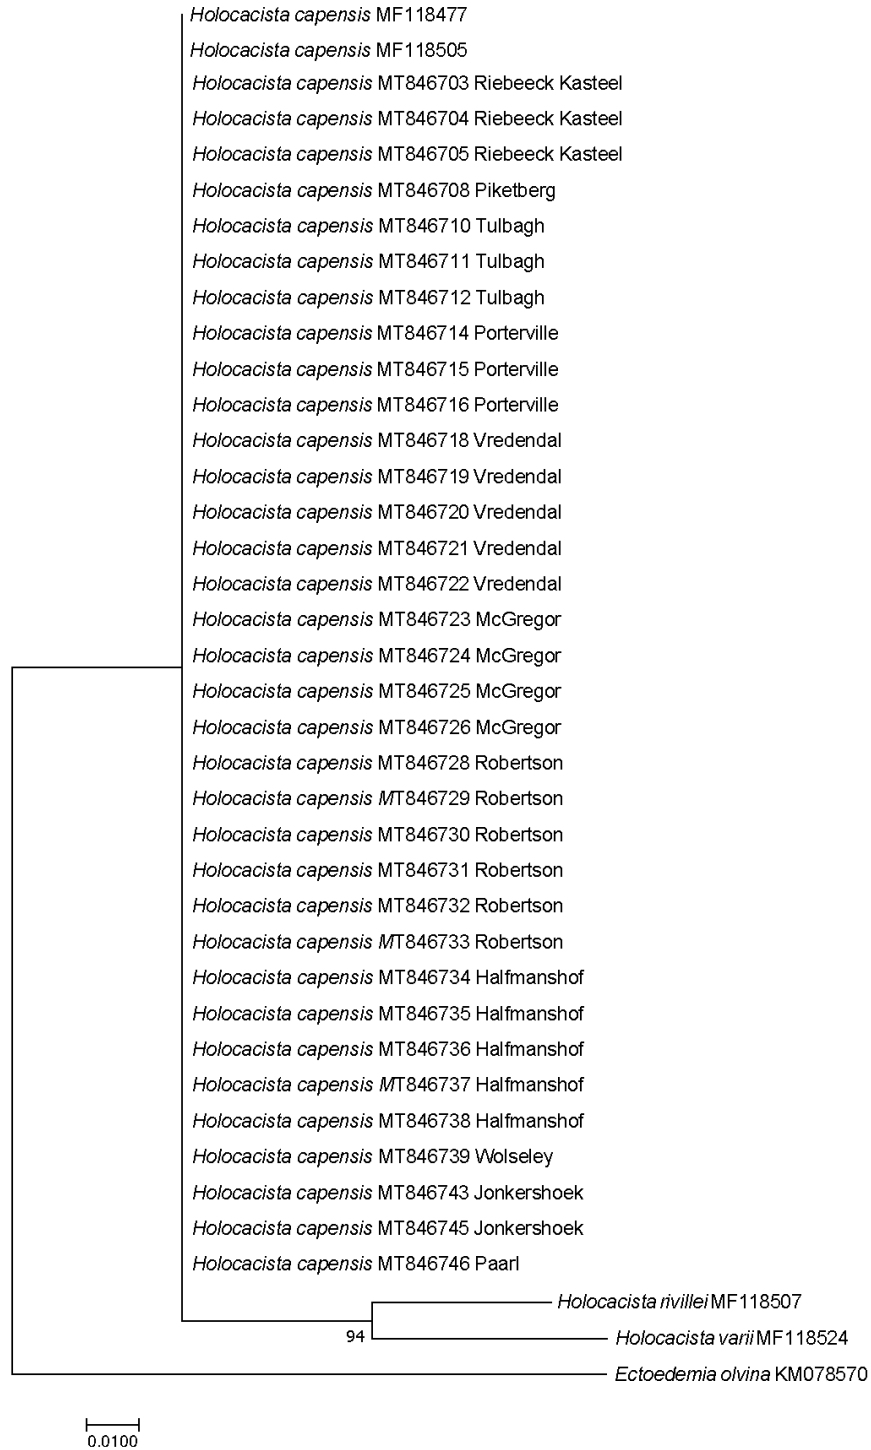 Holocacista capensis MF118477
Holocacista capensis MF118505
Holocacista capensis MT846703 Riebeeck Kasteel
Holocacista capensis MT846704 Riebeeck Kasteel
Holocacista capensis MT846705 Riebeeck Kasteel
Holocacista capensis MT846708 Piketberg
Holocacista capensis MT846710 Tulbagh
Holocacista capensis MT846711 Tulbagh
Holocacista capensis MT846712 Tulbagh
Holocacista capensis MT846714 Porterville
Holocacista capensis MT846715 Porterville
Holocacista capensis MT846716 Porterville
Holocacista capensis MT846718 Vredendal
Holocacista capensis MT846719 Vredendal
Holocacista capensis MT846720 Vredendal
Holocacista capensis MT846721 Vredendal
Holocacista capensis MT846722 Vredendal
Holocacista capensis MT846723 McGregor
Holocacista capensis MT846724 McGregor
Holocacista capensis MT846725 McGregor
Holocacista capensis MT846726 McGregor
Holocacista capensis MT846728 Robertson
Holocacista capensis MT846729 Robertson
Holocacista capensis MT846730 Robertson
Holocacista capensis MT846731 Robertson
Holocacista capensis MT846732 Robertson
Holocacista capensis MT846733 Robertson
Holocacista capensis MT846734 Halfmanshof
Holocacista capensis MT846735 Halfmanshof
Holocacista capensis MT846736 Halfmanshof
Holocacista capensis MT846737 Halfmanshof
Holocacista capensis MT846738 Halfmanshof
Holocacista capensis MT846739 Wolseley
Holocacista capensis MT846743 Jonkershoek
Holocacista capensis MT846745 Jonkershoek
Holocacista capensis MT846746 Paarl
Holocacista rivillei MF118507
94
Holocacista varii MF118524
Ectoedemia olvina KM078570
0.0100